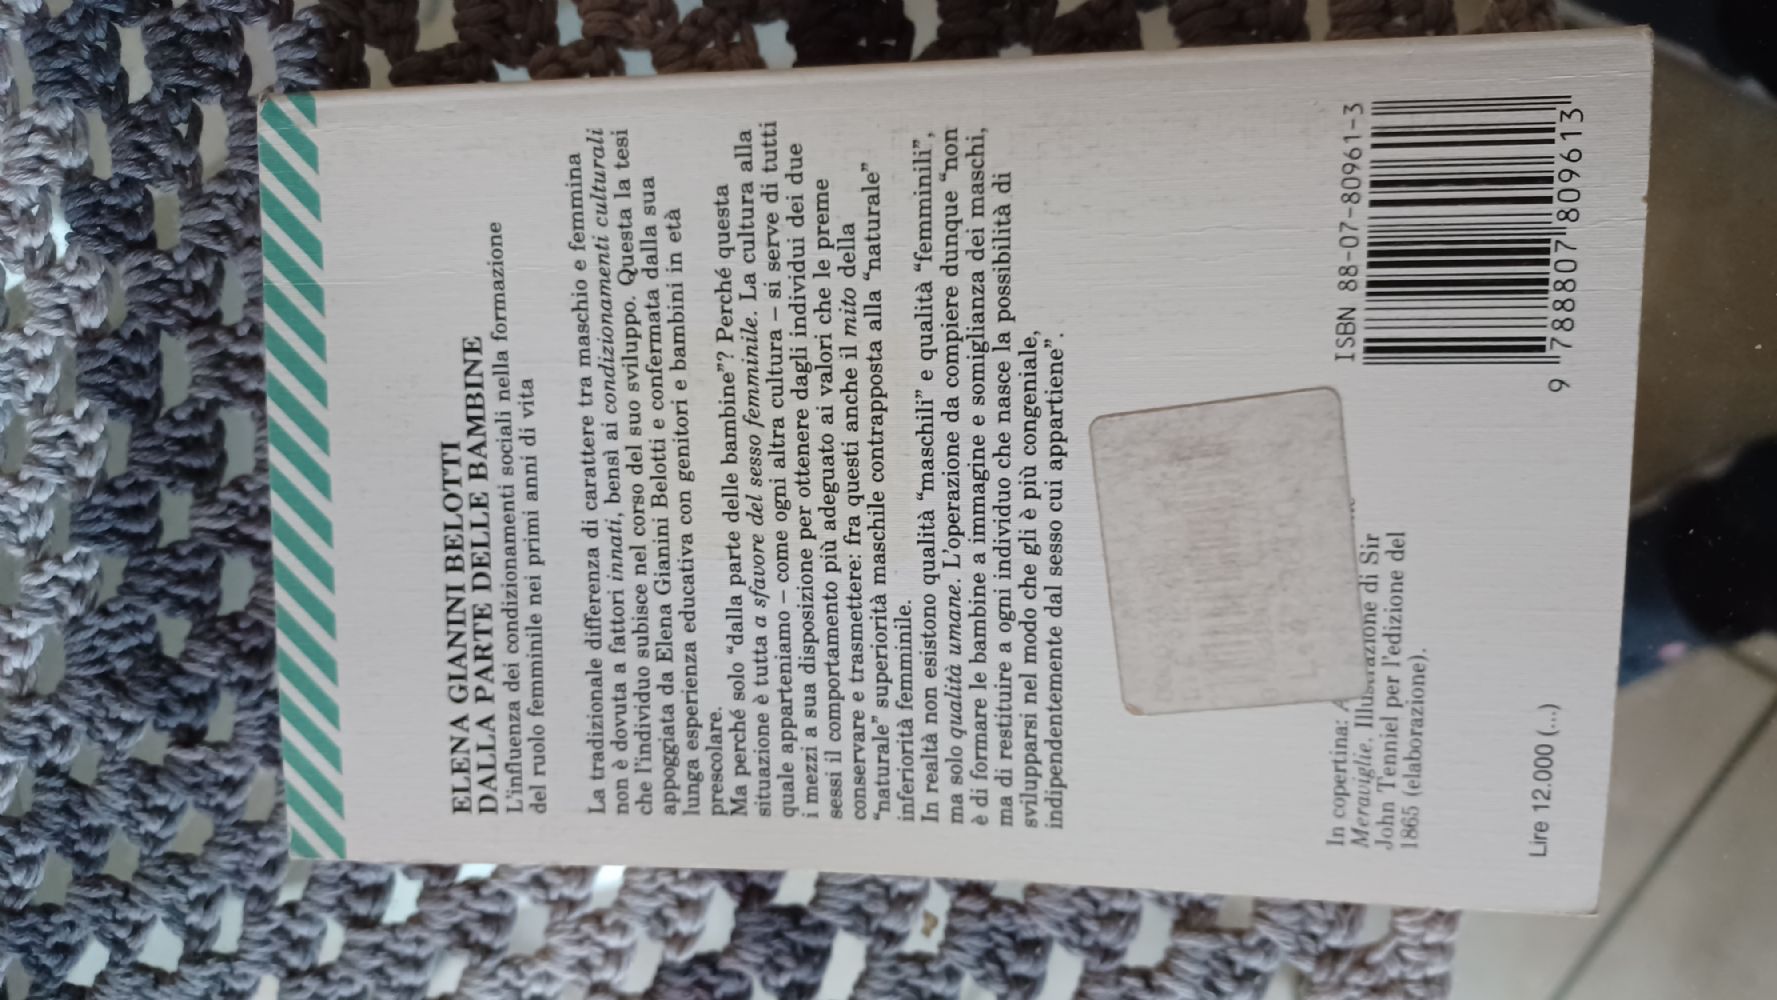 ELENA GIANINI BELOTTI
DALLA PARTE DELLE BAMBINE
L'influenza dei condizionamenti sociali nella formazione
del ruolo femminile nei primi anni di vita
La tradizionale differenza di carattere tra maschio e femmina
non è dovuta a fattori innati, bensì ai condizionamenti culturali
che l'individuo subisce nel corso del suo sviluppo. Questa la tesi
appoggiata da Elena Gianini Belotti e confermata dalla sua
lunga esperienza educativa con genitori e bambini in età
prescolare.
Ma perché solo “dalla parte delle bambine”? Perché questa
situazione è tutta a sfavore del sesso femminile. La cultura alla
quale apparteniamo – come ogni altra cultura – si serve di tutti
i mezzi a sua disposizione per ottenere dagli individui dei due
sessi il comportamento più adeguato ai valori che le preme
conservare e trasmettere: fra questi anche il mito della
“naturale” superiorità maschile contrapposta alla “naturale”
inferiorità femminile.
In realtà non esistono qualità “maschili” e qualità “femminili”,
ma solo qualità umane. L'operazione da compiere dunque “non
è di formare le bambine a immagine e somiglianza dei maschi,
ma di restituire a ogni individuo che nasce la possibilità di
svilupparsi nel modo che gli è più congeniale,
indipendentemente dal sesso cui appartiene”.
In copertina:
Meraviglie. Illustrazione di Sir
John Tenniel per l'edizione del
1865 (elaborazione).
Lire 12.000 (...)
ISBN 88-07-80961-3
9 788807 809613